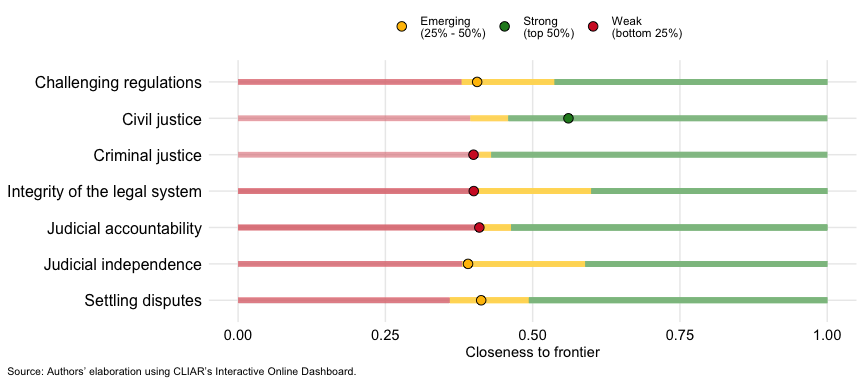 Emerging
(25% - 50%)
Strong
(top 50%)
Weak
(bottom 25%)
Challenging regulations
Civil justice
Criminal justice
Integrity of the legal system
Judicial accountability
Judicial independence
Settling disputes
0.00 0.25 0.50 0.75 1.00
Closeness to frontier
Source: Authors’ elaboration using CLIAR’s Interactive Online Dashboard.